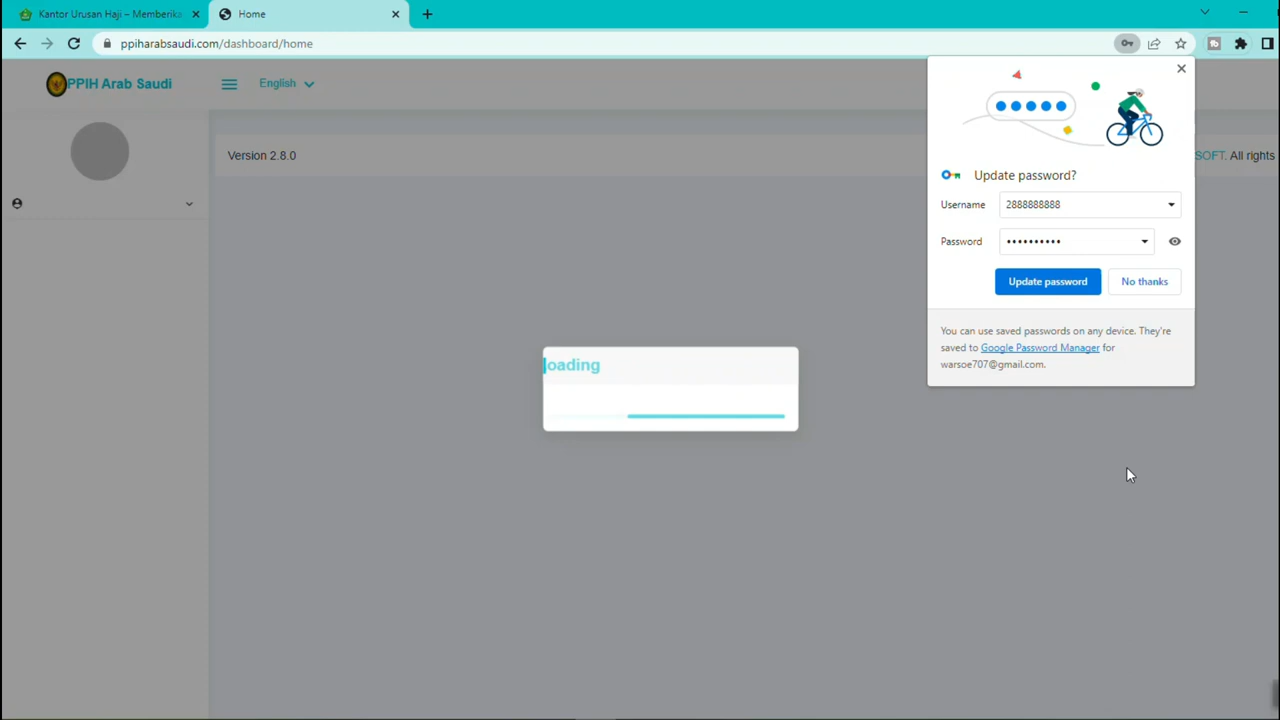 Kantor Urusan Haji – Memberika
Home
ppiharabsaudi.com/dashboard/home
PPIH Arab Saudi
English
Version 2.8.0
SOFT. All rights
Update password?
Username
2888888888
Password
Update password
No thanks
You can use saved passwords on any device. They're
saved to Google Password Manager for
warsoe707@gmail.com.
loading